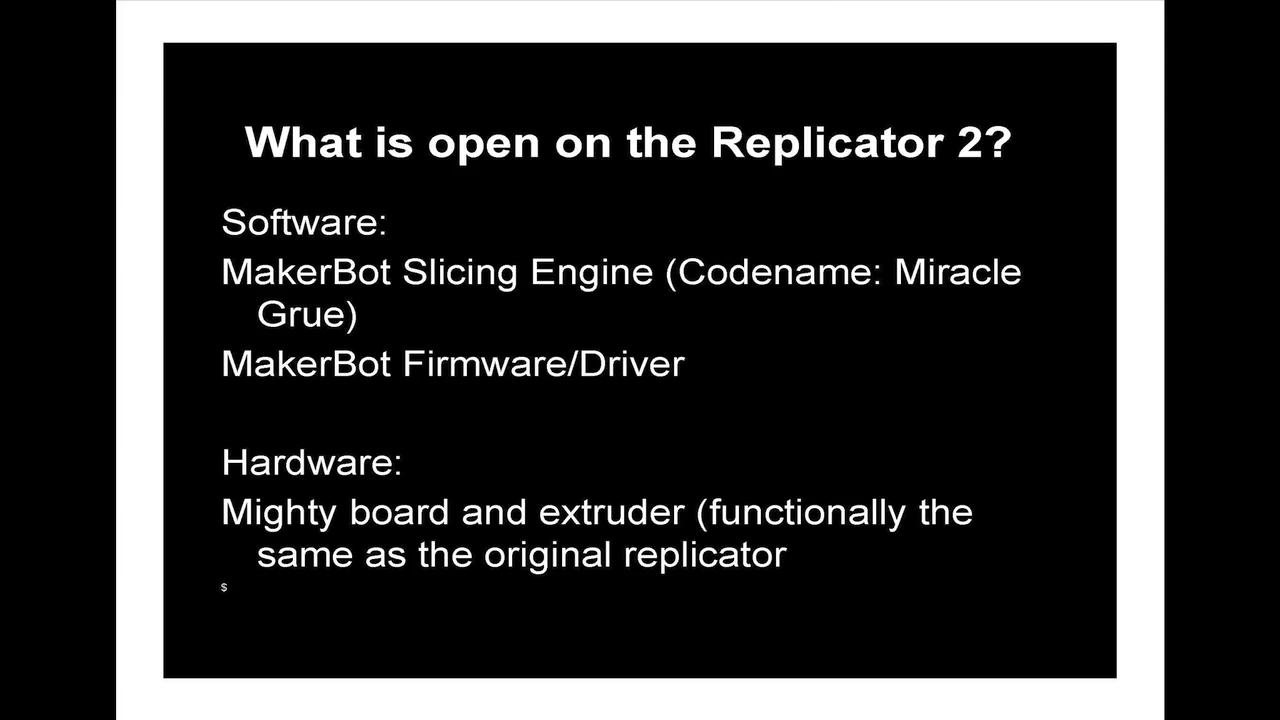 What is open on the Replicator 2?
Software:
MakerBot Slicing Engine (Codename: Miracle
Grue)
MakerBot Firmware/Driver
Hardware:
Mighty board and extruder (functionally the
same as the original replicator
$